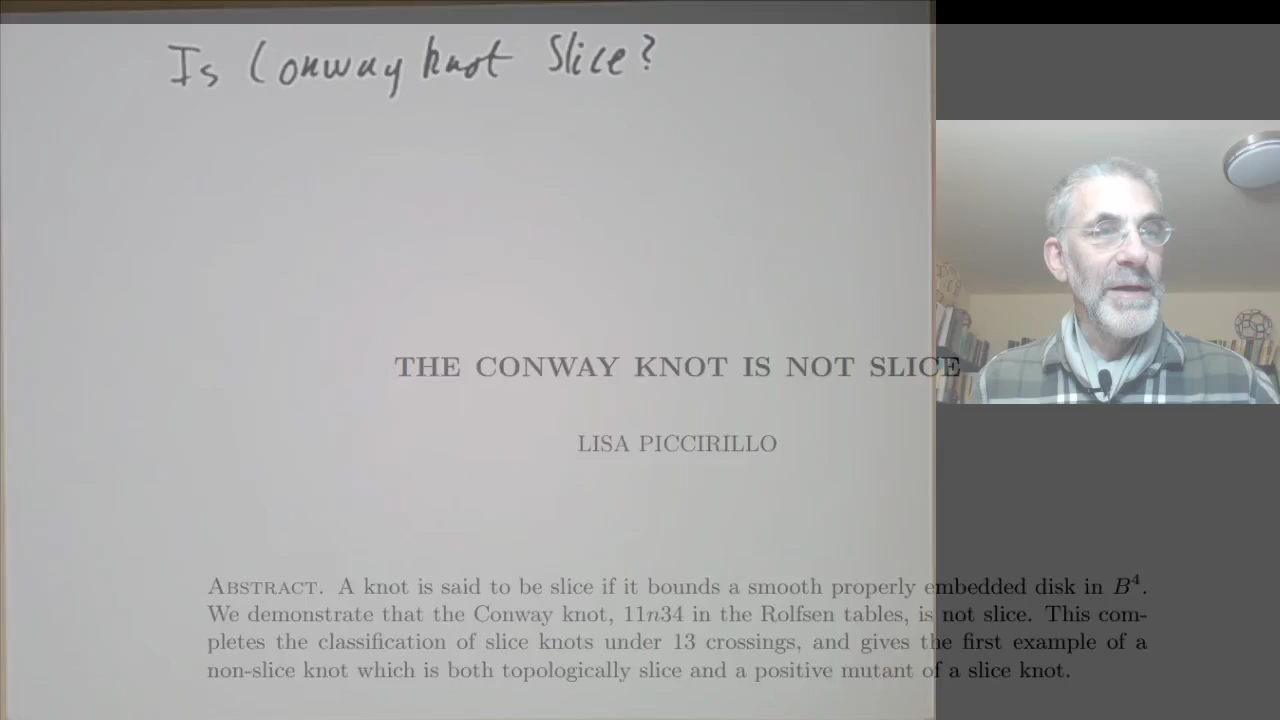 Is Conway knot Slice?
THE CONWAY KNOT IS NOT SLICE
LISA PICCIRILLO
ABSTRACT. A knot is said to be slice if it bounds a smooth properly embedded disk in B⁴.
We demonstrate that the Conway knot, 11n34 in the Rolfsen tables, is not slice. This com-
pletes the classification of slice knots under 13 crossings, and gives the first example of a
non-slice knot which is both topologically slice and a positive mutant of a slice knot.